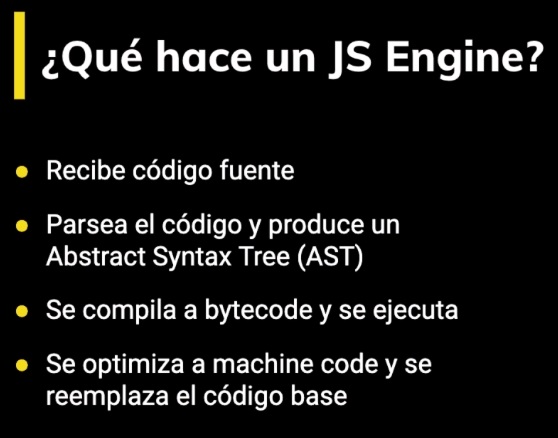 ¿Qué hace un JS Engine?
● Recibe código fuente
● Parsea el código y produce un
Abstract Syntax Tree (AST)
● Se compila a bytecode y se ejecuta
● Se optimiza a machine code y se
reemplaza el código base